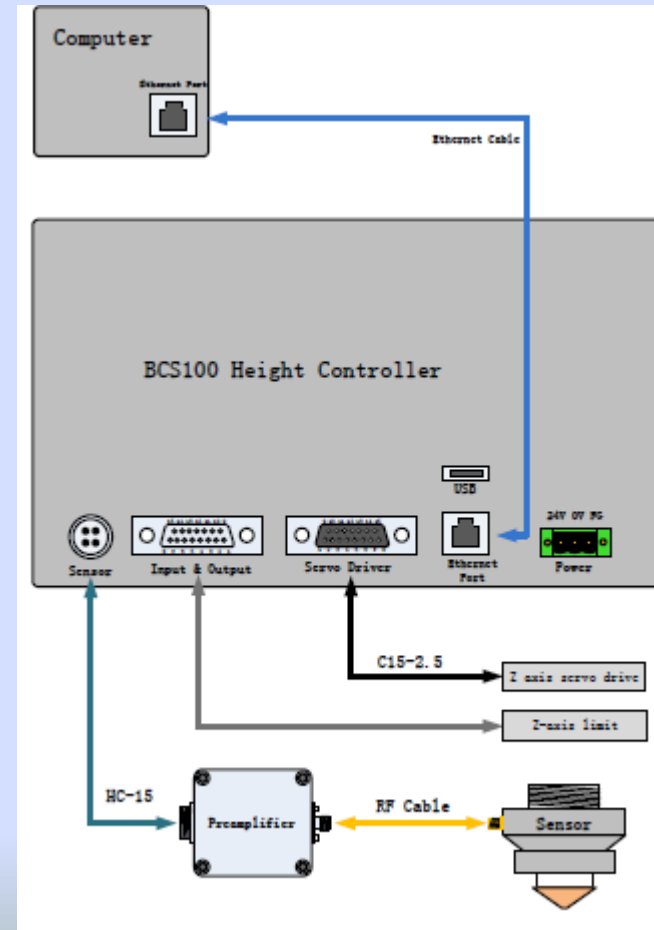 Computer
Ethernet Port
Ethernet Cable
BCS100 Height Controller
USB
24V 0V PG
Sensor
Input & Output
Servo Driver
Ethernet
Port
Power
C15-2.5
Z axis servo drive
Z-axis limit
HC-15
Preamplifier
RF Cable
Sensor